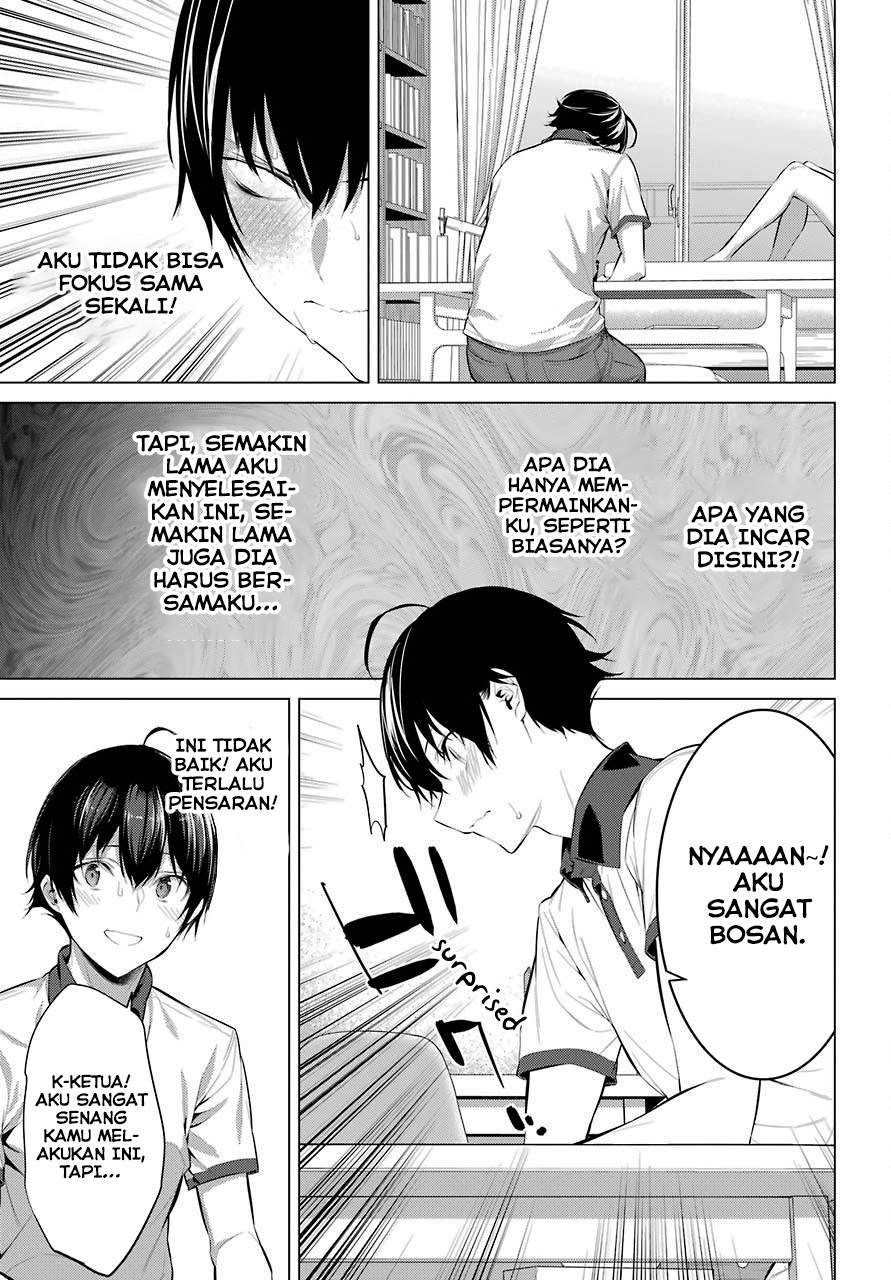 AKU TIDAK BISA
FOKUS SAMA
SEKALI!
APA YANG
DIA INCAR
DISINI?!
APA DIA
HANYA MEM-
PERMAINKAN-
KU, SEPERTI
BIASANYA?
TAPI, SEMAKIN
LAMA AKU
MENYELESAI-
KAN INI, SE-
MAKIN LAMA
JUGA DIA
HARUS BER-
SAMAKU...
NYAAAAN~!
AKU
SANGAT
BOSAN.
surprised
INI TIDAK
BAIK! AKU
TERLALU
PENSARAN!
K-KETUA!
AKU SANGAT
SENANG
KAMU MEL-
AKUKAN INI,
TAPI...